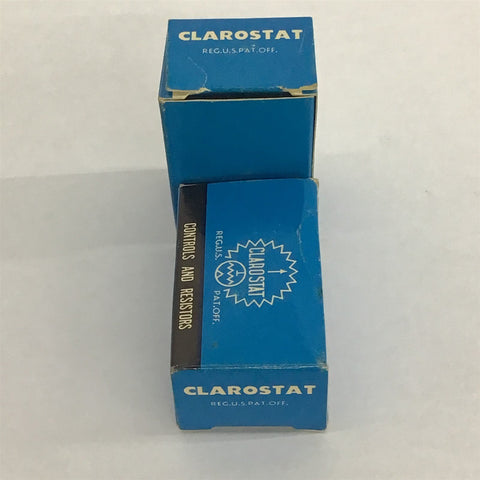 CLAROSTAT
REG.U.S.PAT.OFF.
CONTROLS AND RESISTORS
REG.U.S.
CLAROSTAT
PAT.OFF.
CLAROSTAT
REG.U.S.PAT.OFF.